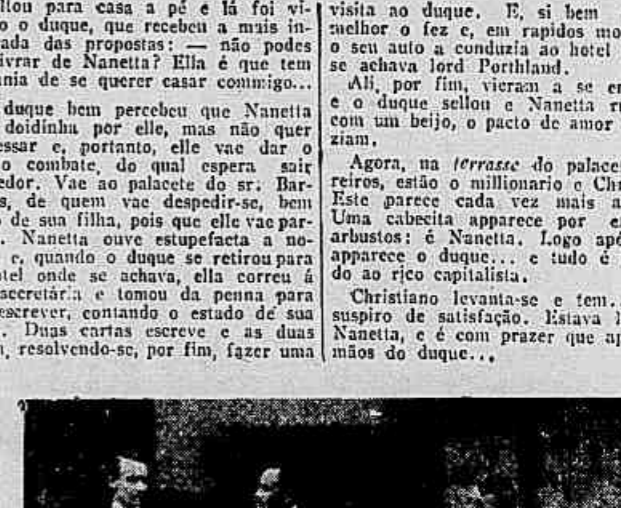 ltou para casa a pé e lá foi vi-
o o duque, que recebeu a mais in-
ada das propostas: — não podes
ivrar de Nanetta? Ella é que tem
ania de se querer casar commigo...
duque bem percebeu que Nanetta
doidinha por elle, mas não quer
essar e, portanto, elle vae dar o
o combate, do qual espera sair
edor. Vae ao palacete do sr. Bar-
s, de quem vae despedir-se, bem
o de sua filha, pois que elle vae par-
. Nanetta ouve estupefacta a no-
e, quando o duque se retirou para
otel onde se achava, ella correu á
secretária e tomou da penna para
escrever, contando o estado de sua
. Duas cartas escreve e as duas
, resolvendo-se, por fim, fazer uma
visita ao duque. E, si bem
melhor o fez e, em rapidos mo
o seu auto a conduzia ao hotel
se achava lord Porthland.
Ali, por fim, vieram a se en
e o duque sellou e Nanetta r
com um beijo, o pacto de amor
ziam.
Agora, na terrasse do palace
reiros, estão o millionario e Chr
Este parece cada vez mais a
Uma cabecita apparece por e
arbustos: é Nanetta. Logo apó
apparece o duque... e tudo é
do ao rico capitalista.
Christiano levanta-se e tem..
suspiro de satisfação. Estava l
Nanetta, e é com prazer que ap
mãos do duque...